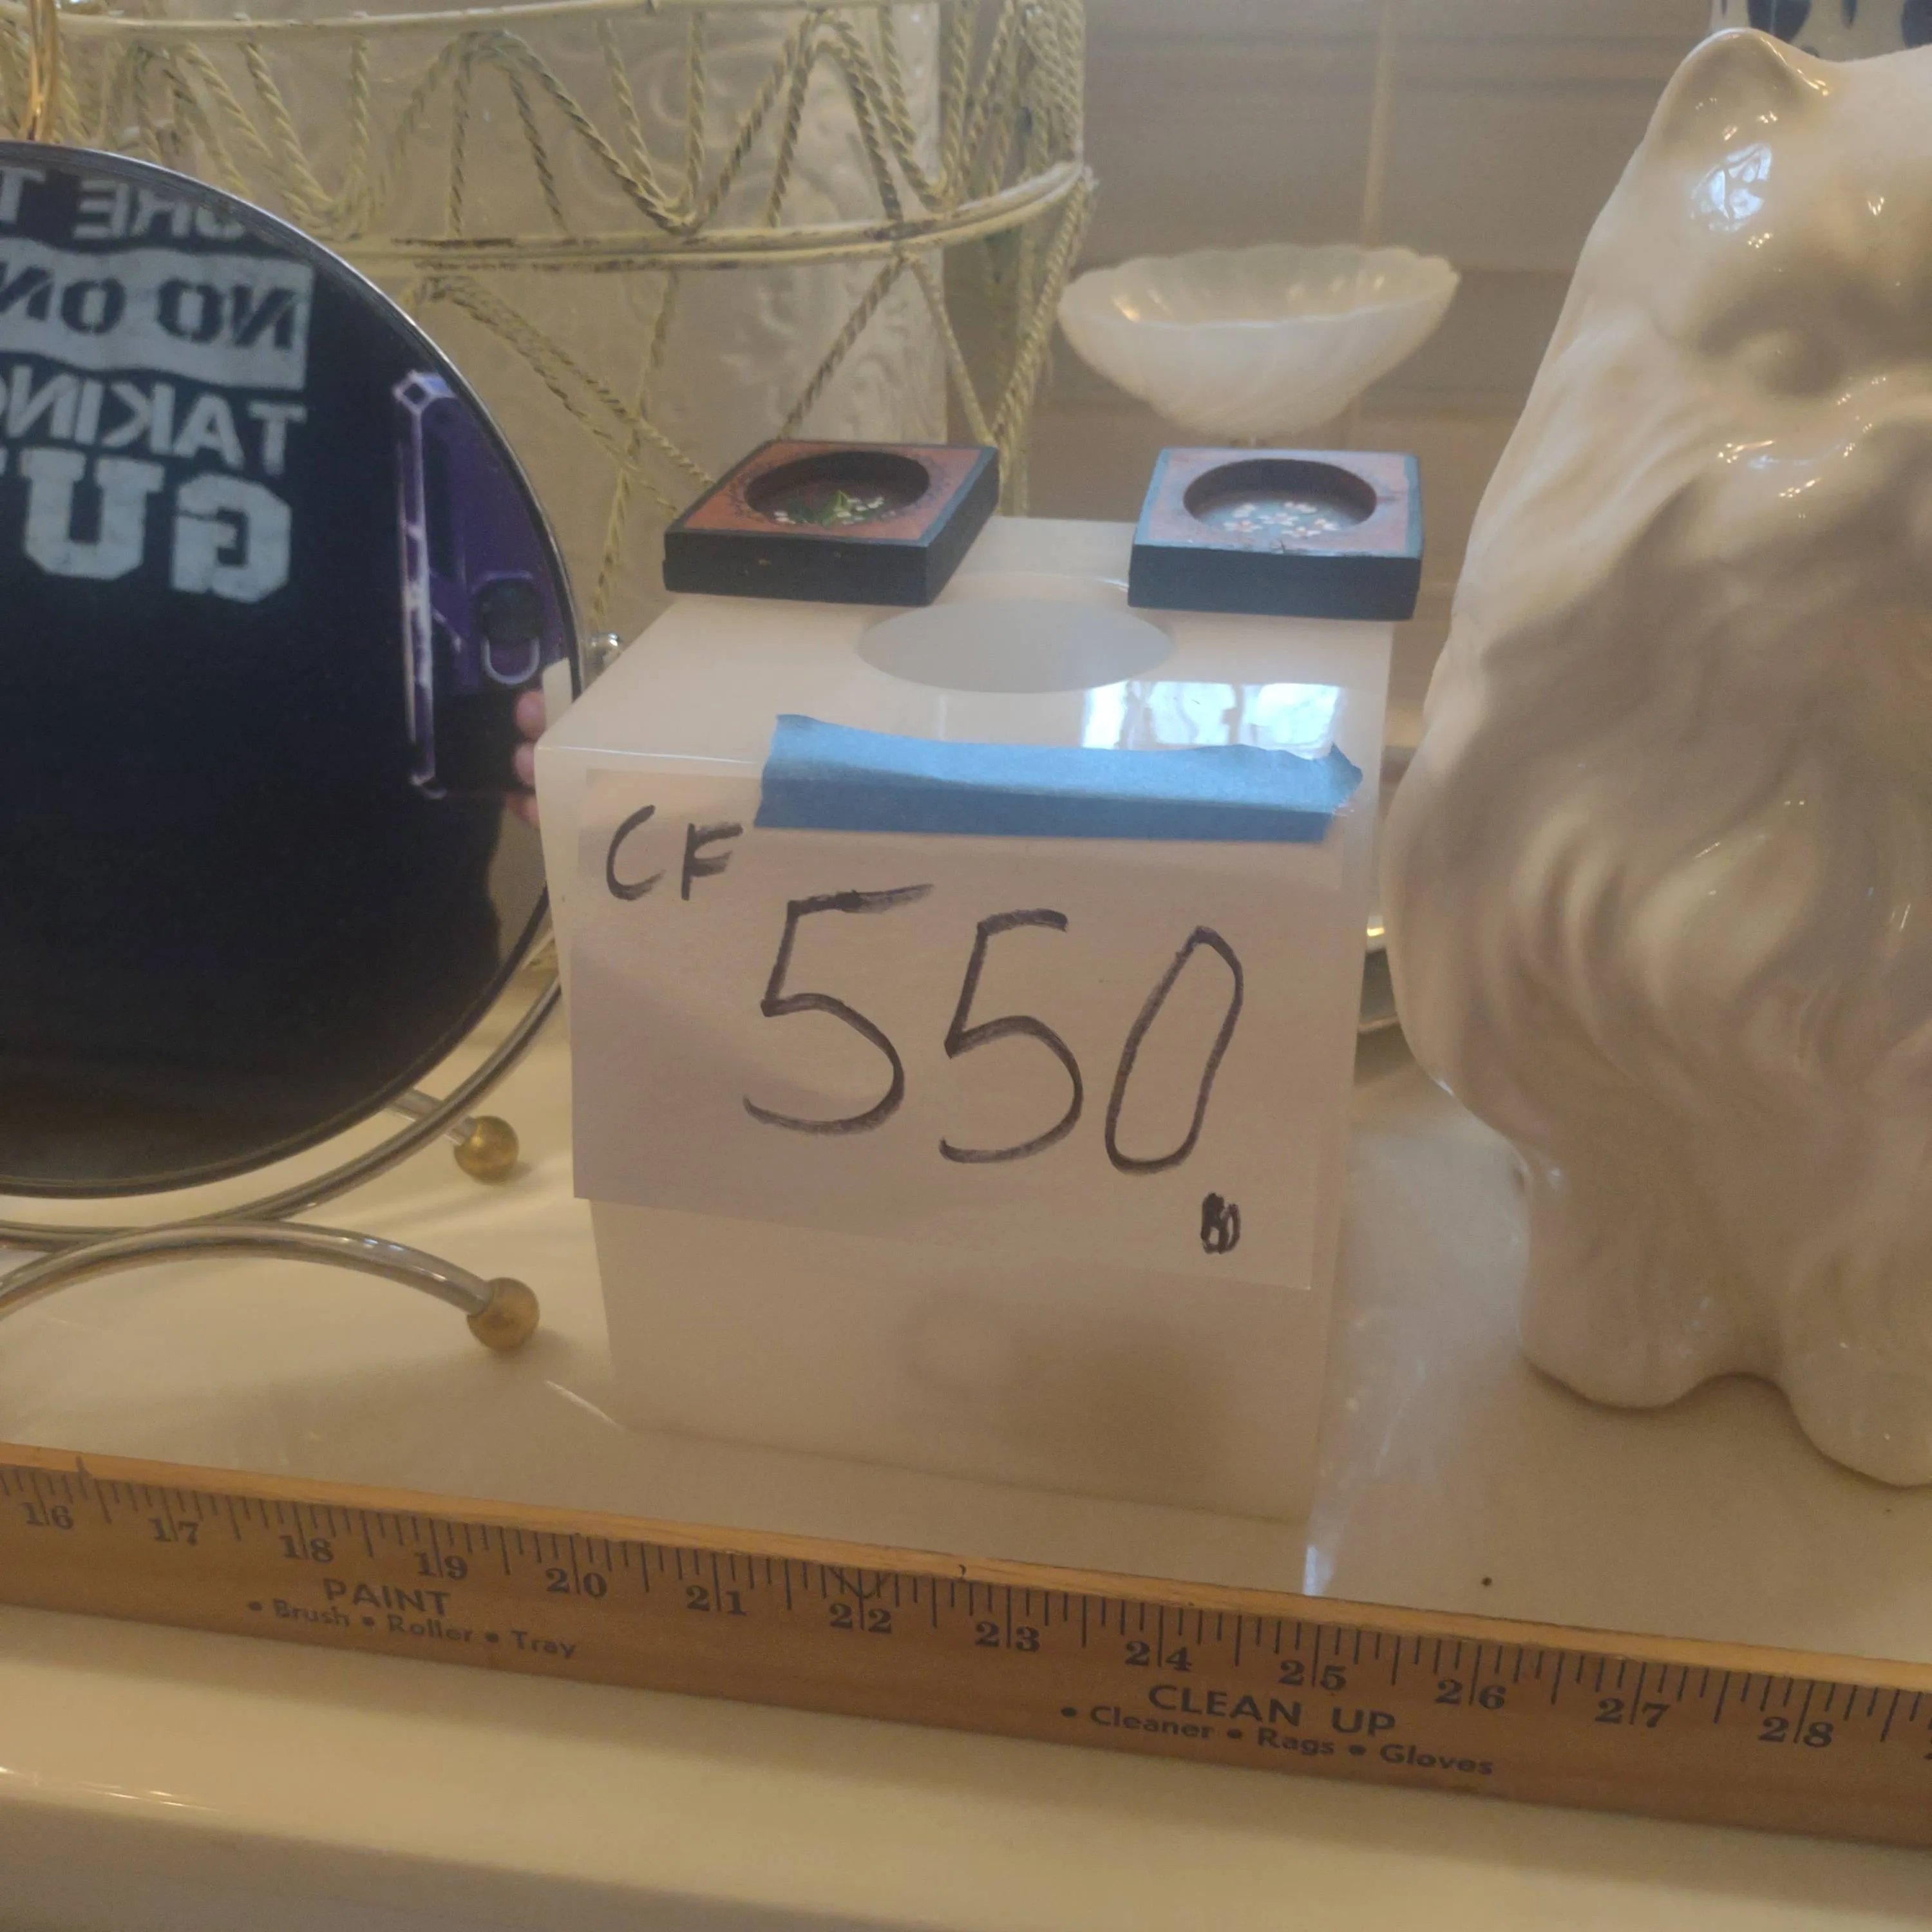 NO ON
TAKING
GU
CF
550
16 17 18 19 20 21 22 23 24 25 26 27 28
PAINT
• Brush • Roller • Tray
CLEAN UP
• Cleaner • Rags • Gloves